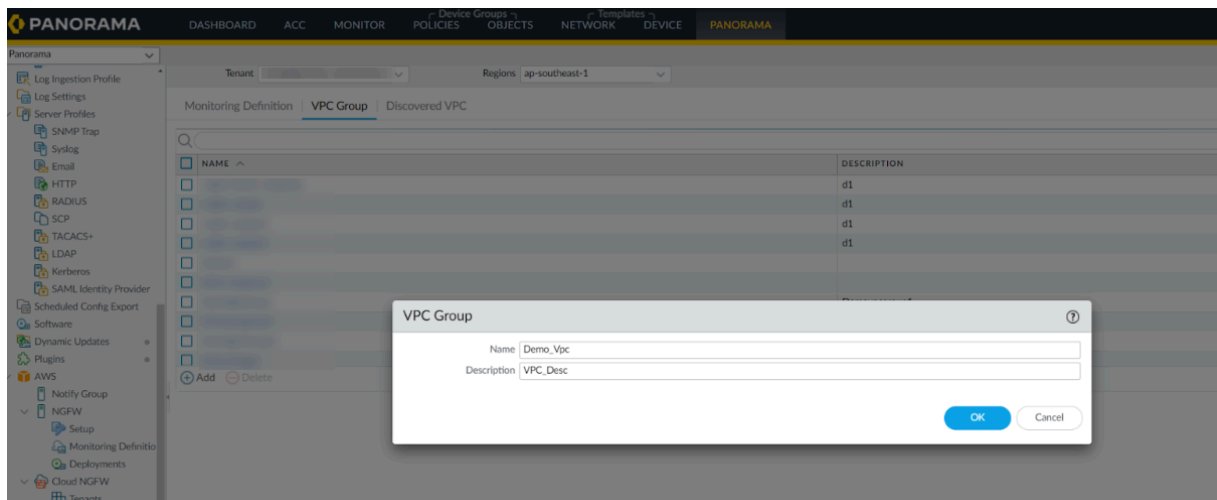 PANORAMA
DASHBOARD ACC MONITOR Device Groups POLICIES OBJECTS Templates NETWORK DEVICE PANORAMA
Panorama
Tenant Regions ap-southeast-1
Log Ingestion Profile
Log Settings
Server Profiles
SNMP Trap
Syslog
Email
HTTP
RADIUS
SCP
TACACS+
LDAP
Kerberos
SAML Identity Provider
Scheduled Config Export
Software
Dynamic Updates
Plugins
AWS
Notify Group
NGFW
Setup
Monitoring Definitio
Deployments
Cloud NGFW
Tenants
Monitoring Definition VPC Group Discovered VPC
NAME DESCRIPTION
d1
d1
d1
d1
Add Delete
VPC Group
Name Demo_Vpc
Description VPC_Desc
OK Cancel